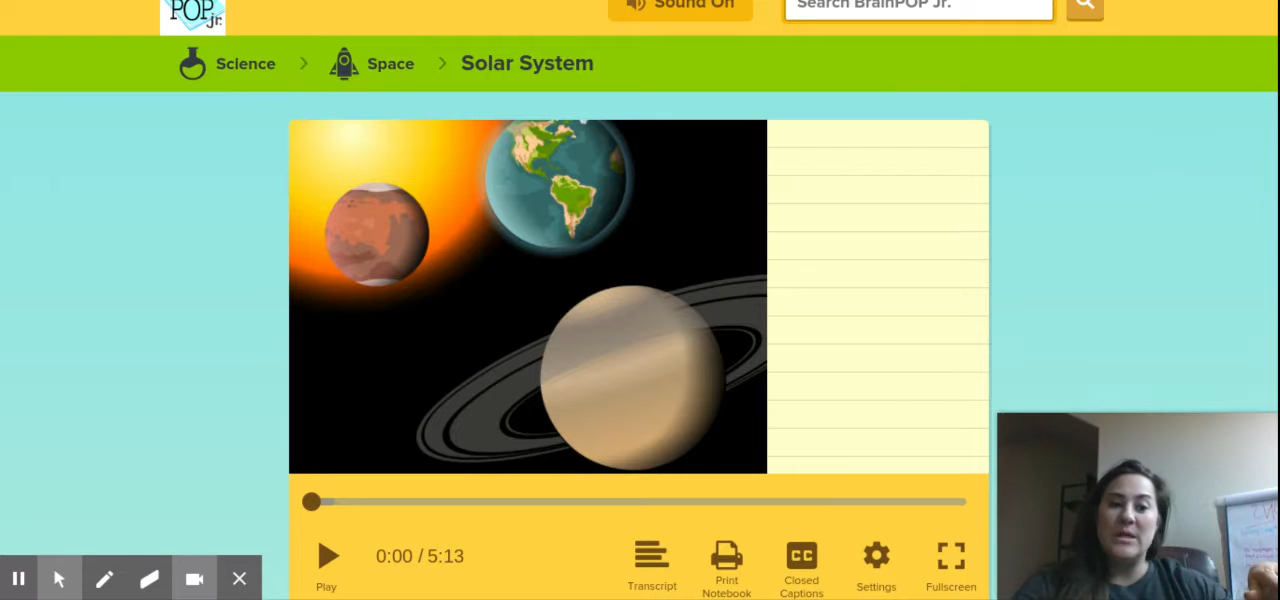 POP
jr.
Sound On
Search BrainPOP Jr.
Science
Space
Solar System
0:00 / 5:13
Play
Transcript
Print
Notebook
Closed
Captions
CC
Settings
Fullscreen